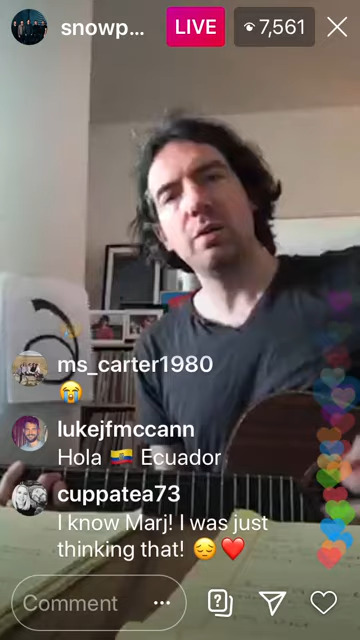 snowp...
LIVE
7,561
ms_carter1980
😭
lukejfmccann
Hola 🇪🇨 Ecuador
cuppatea73
I know Marj! I was just
thinking that! 😔❤️
Comment